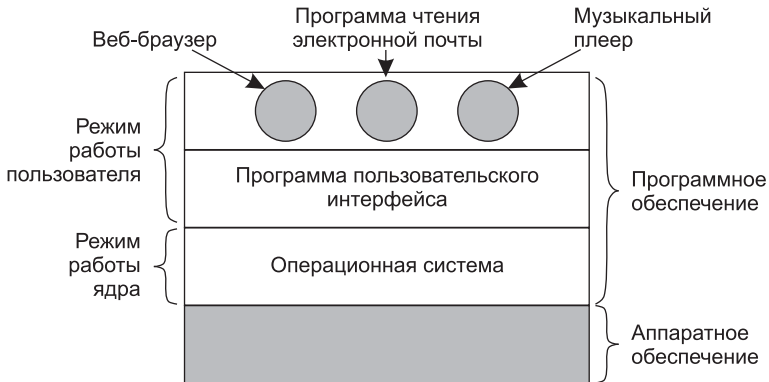 Веб-браузер
Программа чтения
электронной почты
Музыкальный
плеер
Режим
работы
пользователя
Программа пользовательского
интерфейса
Программное
обеспечение
Режим
работы
ядра
Операционная система
Аппаратное
обеспечение